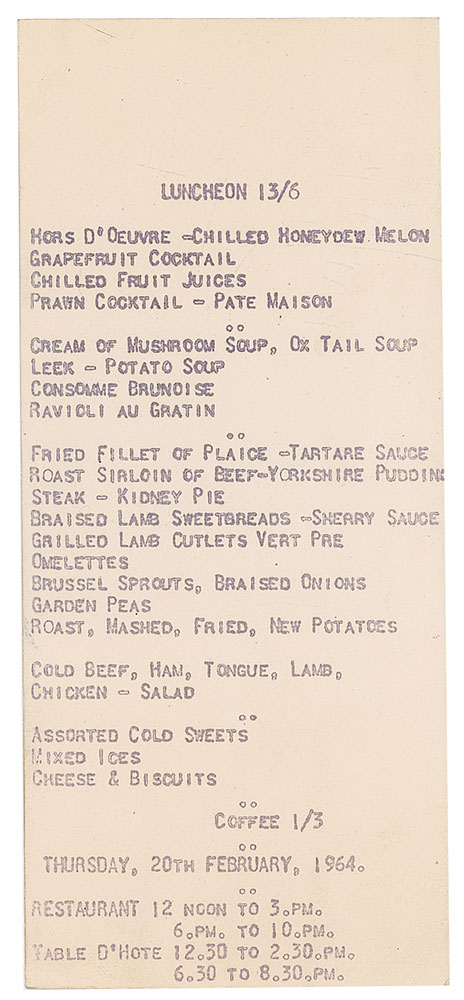 LUNCHEON 13/6
HORS D'OEUVRE -CHILLED HONEYDEW MELON
GRAPEFRUIT COCKTAIL
CHILLED FRUIT JUICES
PRAWN COCKTAIL - PATE MAISON
oo
CREAM OF MUSHROOM SOUP, OX TAIL SOUP
LEEK - POTATO SOUP
CONSOMME BRUNOISE
RAVIOLI AU GRATIN
oo
FRIED FILLET OF PLAICE -TARTARE SAUCE
ROAST SIRLOIN OF BEEF-YORKSHIRE PUDDING
STEAK - KIDNEY PIE
BRAISED LAMB SWEETBREADS -SHERRY SAUCE
GRILLED LAMB CUTLETS VERT PRE
OMELETTES
BRUSSEL SPROUTS, BRAISED ONIONS
GARDEN PEAS
ROAST, MASHED, FRIED, NEW POTATOES
COLD BEEF, HAM, TONGUE, LAMB,
CHICKEN - SALAD
oo
ASSORTED COLD SWEETS
MIXED ICES
CHEESE & BISCUITS
oo
COFFEE 1/3
oo
THURSDAY, 20TH FEBRUARY, 1964.
oo
RESTAURANT 12 NOON TO 3.PM.
6.PM. TO 10.PM.
TABLE D'HOTE 12.30 TO 2.30.PM.
6.30 TO 8.30.PM.